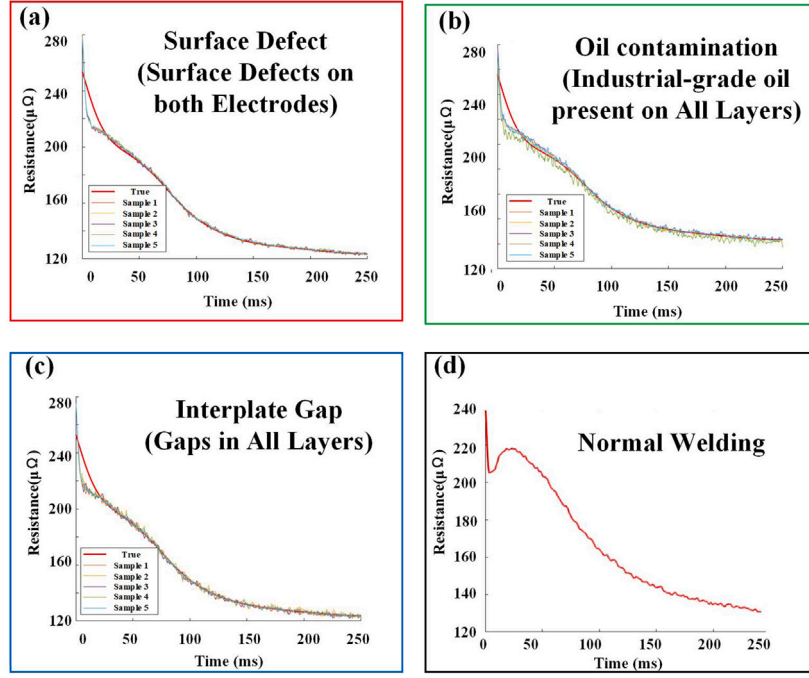 (a)
Surface Defect
(Surface Defects on
both Electrodes)
Resistance(μ Ω)
280
240
200
160
120
True
Sample 1
Sample 2
Sample 3
Sample 4
Sample 5
0 50 100 150 200 250
Time (ms)
(b)
Oil contamination
(Industrial-grade oil
present on All Layers)
Resistance(μ Ω)
280
240
200
160
120
True
Sample 1
Sample 2
Sample 3
Sample 4
Sample 5
0 50 100 150 200 250
Time (ms)
(c)
Interplate Gap
(Gaps in All Layers)
Resistance(μ Ω)
280
240
200
160
120
True
Sample 1
Sample 2
Sample 3
Sample 4
Sample 5
0 50 100 150 200 250
Time (ms)
(d)
Normal Welding
Resistance(μ Ω)
240
220
200
180
160
140
120
0 50 100 150 200 250
Time (ms)